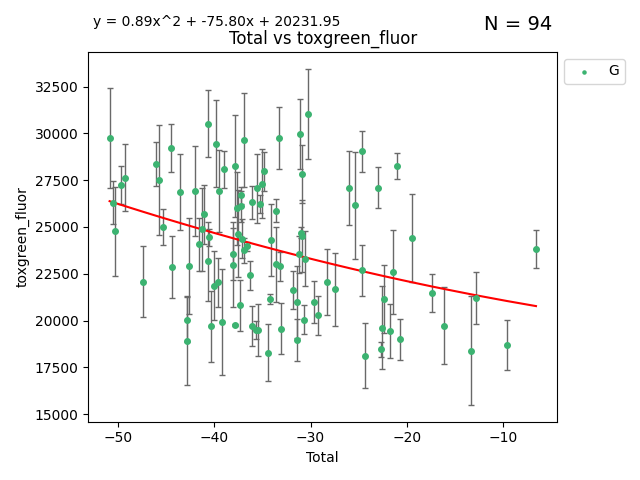 y = 0.89x^2 + -75.80x + 20231.95
N = 94
Total vs toxgreen_fluor
G
toxgreen_fluor
32500
30000
27500
25000
22500
20000
17500
15000
−50 −40 −30 −20 −10
Total